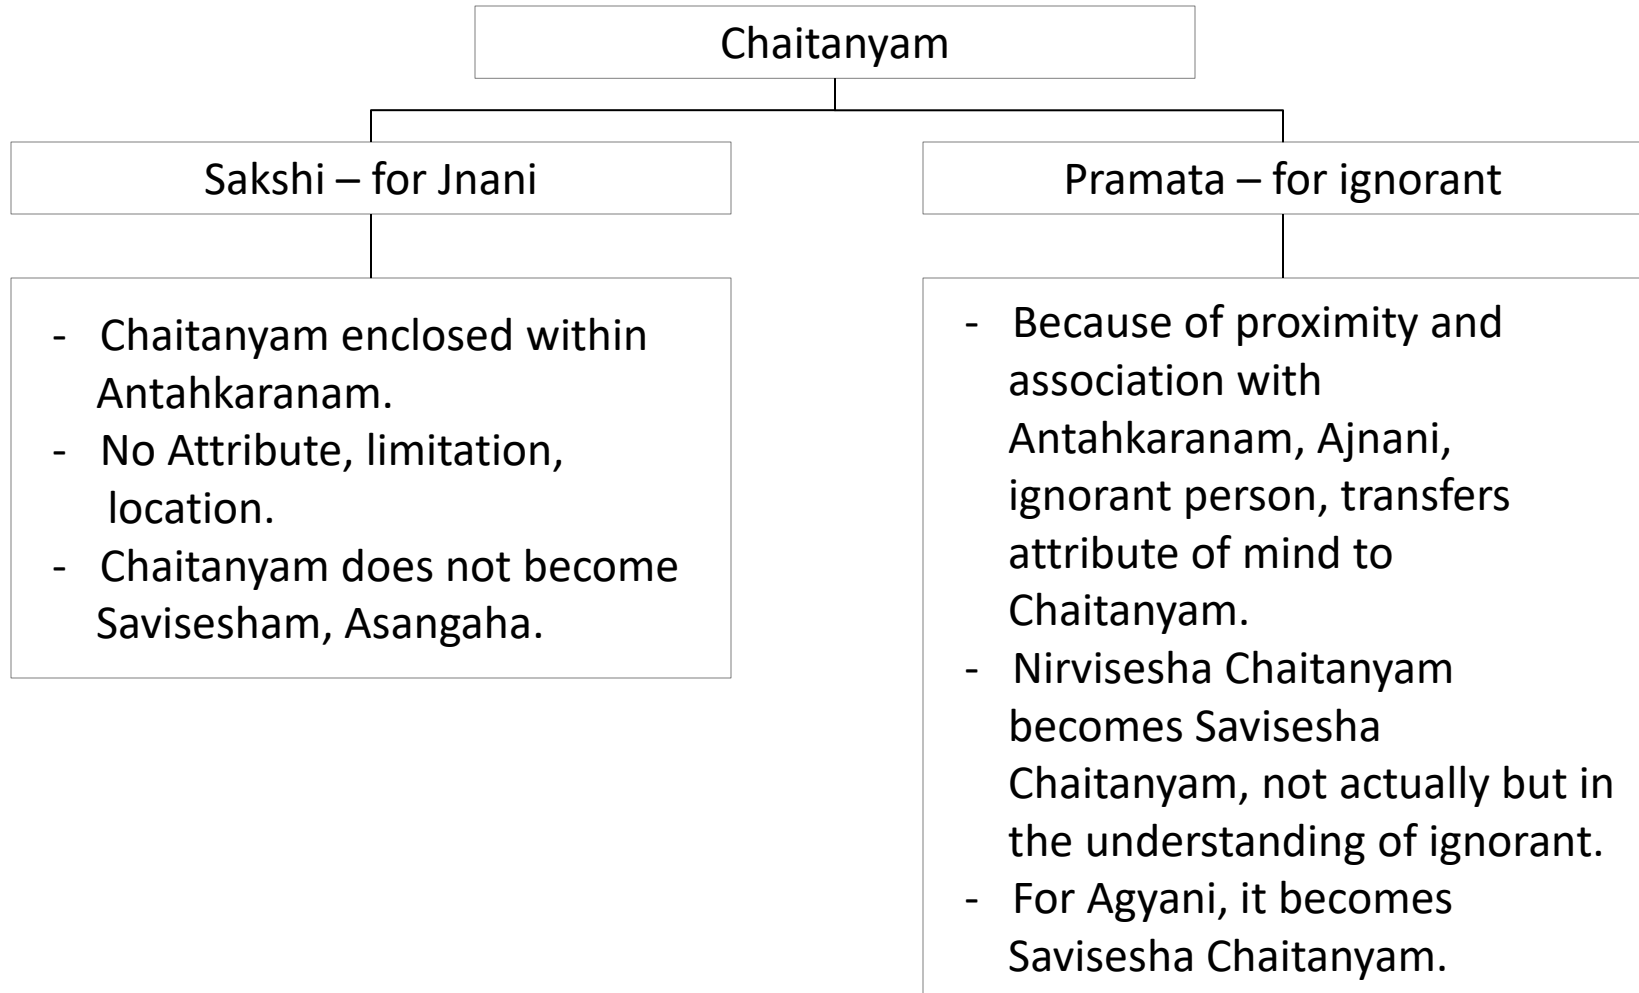 Chaitanyam
Sakshi – for Jnani
Pramata – for ignorant
- Chaitanyam enclosed within
Antahkaranam.
- No Attribute, limitation,
location.
- Chaitanyam does not become
Savisesham, Asangaha.
- Because of proximity and
association with
Antahkaranam, Ajnani,
ignorant person, transfers
attribute of mind to
Chaitanyam.
- Nirvisesha Chaitanyam
becomes Savisesha
Chaitanyam, not actually but in
the understanding of ignorant.
- For Agyani, it becomes
Savisesha Chaitanyam.